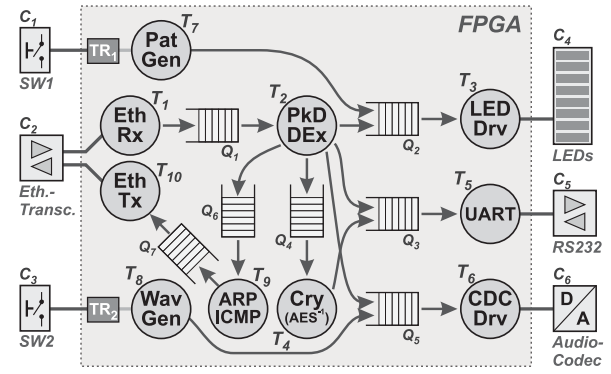 C1
SW1
TR1
T7
Pat
Gen
FPGA
C4
LEDs
C2
Eth.-
Transc.
Eth
Rx
T1
Q1
T2
PkD
DEx
Q2
T3
LED
Drv
Eth
Tx
T10
Q6
Q4
Q3
T5
UART
C5
RS232
Q7
C3
SW2
TR2
T8
Wav
Gen
T9
ARP
ICMP
Cry
(AES⁻¹)
T4
Q5
T6
CDC
Drv
C6
D
A
Audio-
Codec